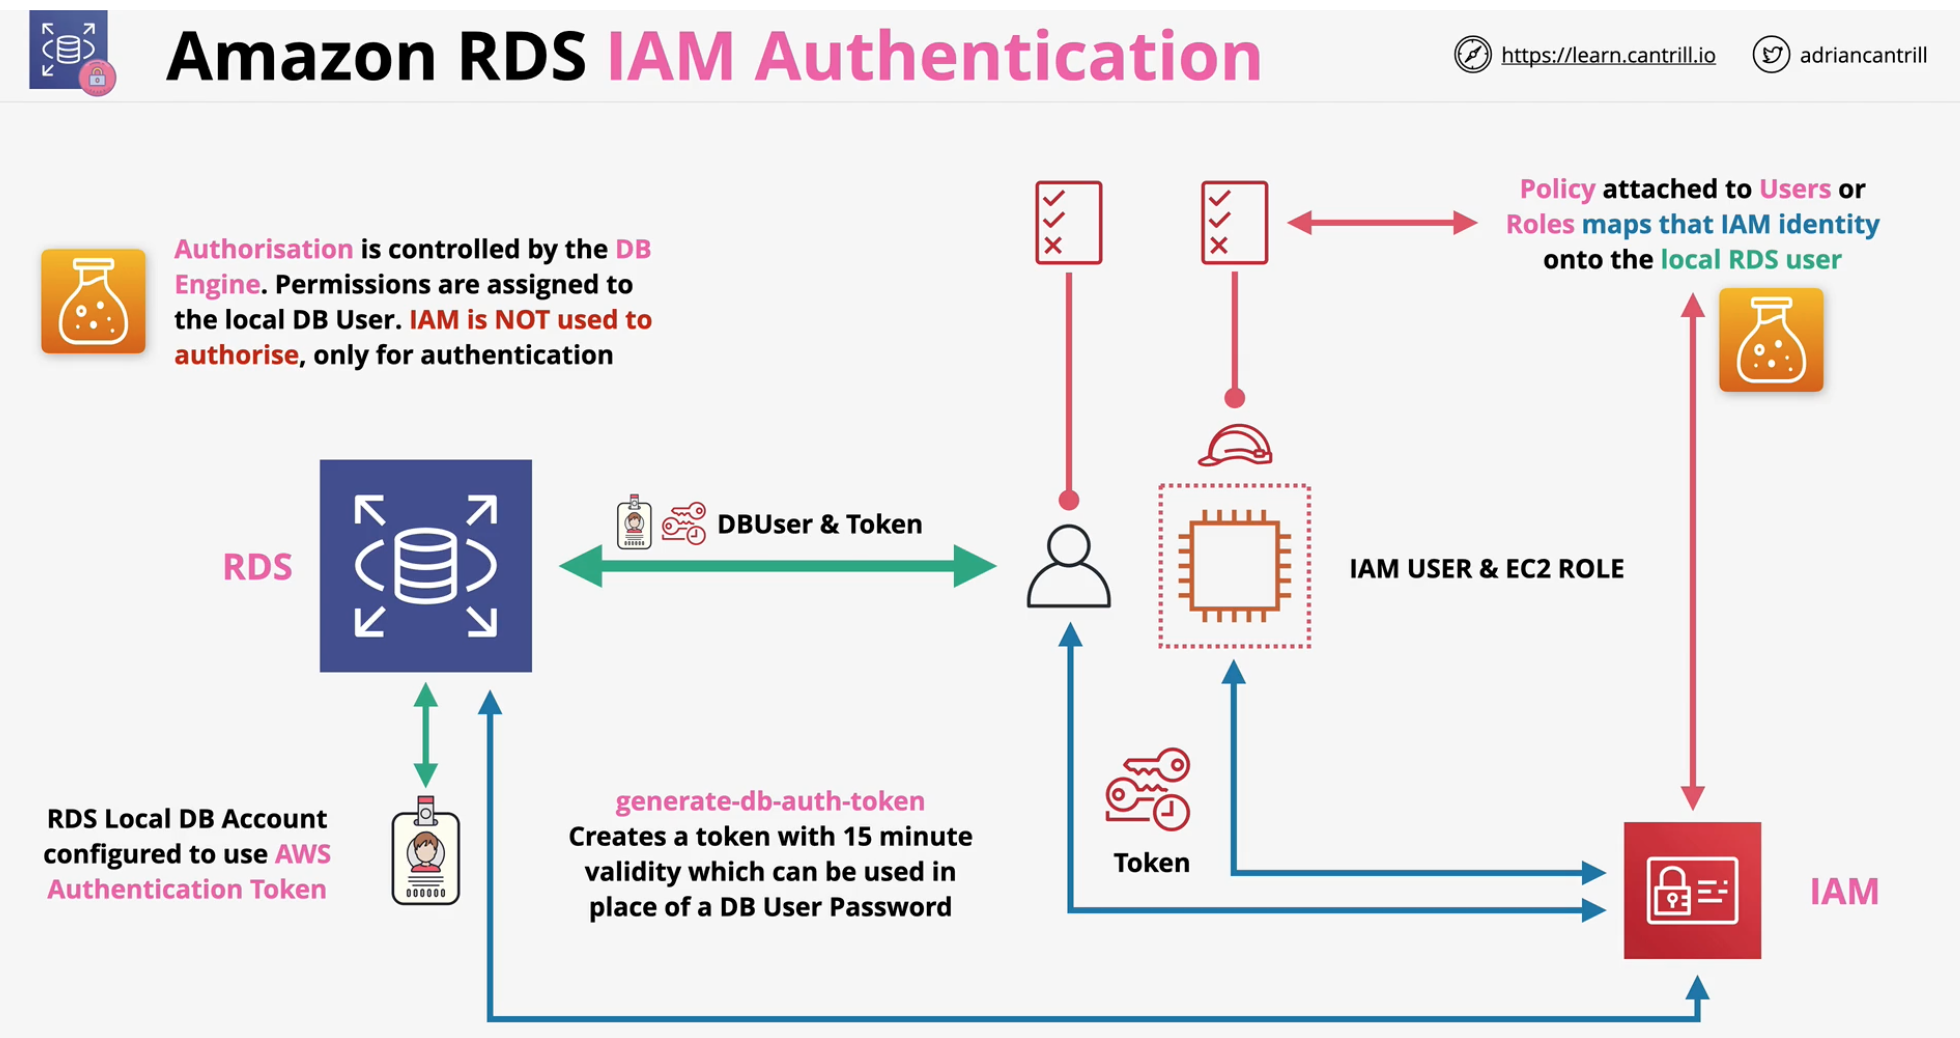 Amazon RDS IAM Authentication
https://learn.cantrill.io
adriancantrill
Authorisation is controlled by the DB
Engine. Permissions are assigned to
the local DB User. IAM is NOT used to
authorise, only for authentication
Policy attached to Users or
Roles maps that IAM identity
onto the local RDS user
RDS
DBUser & Token
IAM USER & EC2 ROLE
RDS Local DB Account
configured to use AWS
Authentication Token
generate-db-auth-token
Creates a token with 15 minute
validity which can be used in
place of a DB User Password
Token
IAM